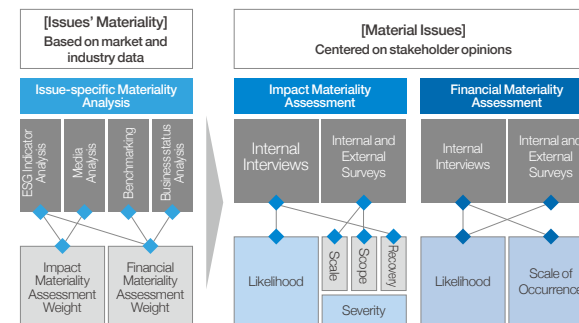 [Issues' Materiality]
Based on market and
industry data
Issue-specific Materiality
Analysis
ESG Indicator
Analysis
Media
Analysis
Benchmarking
Business status
Analysis
Impact
Materiality
Assessment
Weight
Financial
Materiality
Assessment
Weight
[Material Issues]
Centered on stakeholder opinions
Impact Materiality
Assessment
Internal
Interviews
Internal and
External
Surveys
Likelihood
Scale
Scope
Recovery
Severity
Financial Materiality
Assessment
Internal
Interviews
Internal and
External
Surveys
Likelihood
Scale of
Occurrence